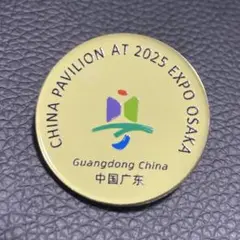 CHINA PAVILION AT 2025 EXPO OSAKA
Guangdong China
中国广东